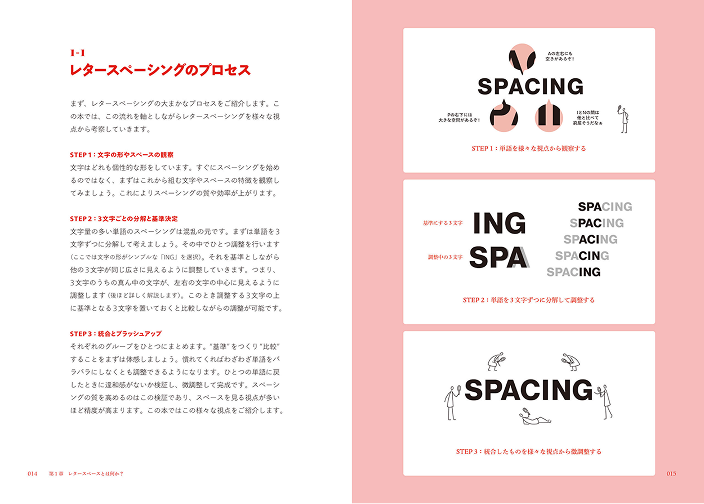 1-1
レタースペーシングのプロセス
まず、レタースペーシングの大まかなプロセスをご紹介します。こ
の本では、この流れを軸としながらレタースペーシングを様々な視
点から考察していきます。
STEP 1：文字の形やスペースの観察
文字はどれも個性的な形をしています。すぐにスペーシングを始め
るのではなく、まずはこれから組む文字やスペースの特徴を観察し
てみましょう。これによりスペーシングの質や効率が上がります。
STEP 2：3文字ごとの分解と基準決定
文字量の多い単語のスペーシングは混乱の元です。まずは単語を3
文字ずつに分解して考えましょう。その中でひとつ調整を行います
（ここでは文字の形がシンプルな「ING」を選択）。それを基準としながら
他の3文字が同じ広さに見えるように調整していきます。つまり、
3文字のうちの真ん中の文字が、左右の文字の中心に見えるように
調整します（後ほど詳しく解説します）。このとき調整する3文字の上
に基準となる3文字を置いておくと比較しながらの調整が可能です。
STEP 3：統合とブラッシュアップ
それぞれのグループをひとつにまとめます。“基準”をつくり“比較”
することをまずは体感しましょう。慣れてくればわざわざ単語をバ
ラバラにしなくとも調整できるようになります。ひとつの単語に戻
したときに違和感がないか検証し、微調整して完成です。スペーシ
ングの質を高めるのはこの検証であり、スペースを見る視点が多い
ほど精度が高まります。この本ではこの様々な視点をご紹介します。
014 第1章 レタースペースとは何か？
Aの左右にも
空きがあるぞ！
SPACING
Pの右下には
大きな空間があるぞ！
IとNの間は
他と比べて
窮屈そうだなぁ
STEP 1：単語を様々な視点から観察する
基準にする3文字
ING
調整中の3文字
SPA
SPACING
SPACING
SPACING
SPACING
SPACING
STEP 2：単語を3文字ずつに分解して調整する
SPACING
STEP 3：統合したものを様々な視点から微調整する
015